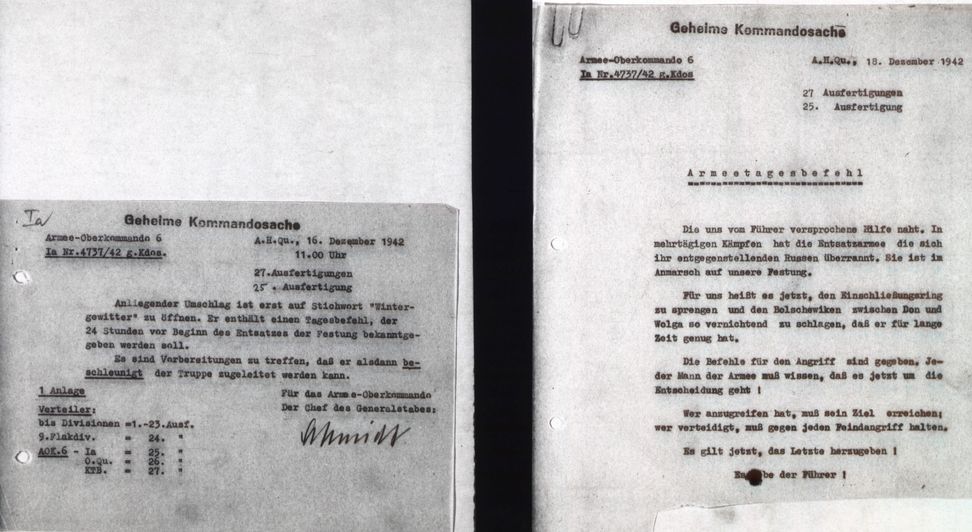 Ia
Geheime Kommandosache
Armee-Oberkommando 6
Ia Nr.4737/42 g.Kdos.
A.H.Qu., 16. Dezember 1942
11.00 Uhr
27.Ausfertigungen
25. Ausfertigung
Anliegender Umschlag ist erst auf Stichwort "Winter-
gewitter" zu öffnen. Er enthält einen Tagesbefehl, der
24 Stunden vor Beginn des Entsatzes der Festung bekanntge-
geben werden soll.
Es sind Vorbereitungen zu treffen, daß er alsdann be-
schleunigt der Truppe zugeleitet werden kann.
1 Anlage
Verteiler:
bis Divisionen =1.-23.Ausf.
9.Flakdiv. = 24. "
AOK.6 - Ia = 25. "
O.Qu. = 26. "
KTB. = 27. "
Für das Armee-Oberkommando
Der Chef des Generalstabes:
Schmidt
Geheime Kommandosache
Armee-Oberkommando 6
Ia Nr.4737/42 g.Kdos
A.H.Qu., 18. Dezember 1942
27 Ausfertigungen
25. Ausfertigung
Armeetagesbefehl
Die uns vom Führer versprochene Hilfe naht. In
mehrtägigen Kämpfen hat die Entsatzarmee die sich
ihr entgegenstellenden Russen überrannt. Sie ist im
Anmarsch auf unsere Festung.
Für uns heißt es jetzt, den Einschließungsring
zu sprengen und den Bolschewiken zwischen Don und
Wolga so vernichtend zu schlagen, daß er für lange
Zeit genug hat.
Die Befehle für den Angriff sind gegeben. Je-
der Mann der Armee muß wissen, daß es jetzt um die
Entscheidung geht !
Wer anzugreifen hat, muß sein Ziel erreichen;
wer verteidigt, muß gegen jeden Feindangriff halten.
Es gilt jetzt, das Letzte herzugeben !
der Führer !